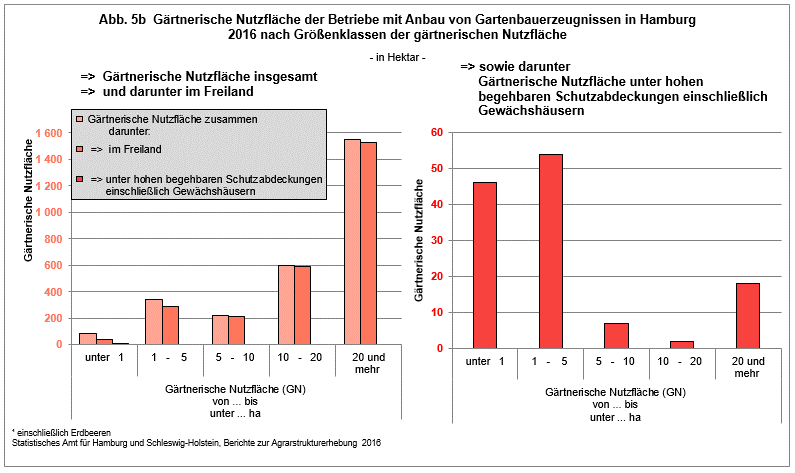 Abb. 5b Gärtnerische Nutzfläche der Betriebe mit Anbau von Gartenbauerzeugnissen in Hamburg
2016 nach Größenklassen der gärtnerischen Nutzfläche
- in Hektar -
=> Gärtnerische Nutzfläche insgesamt
=> und darunter im Freiland
Gärtnerische Nutzfläche zusammen
darunter:
=> im Freiland
=> unter hohen begehbaren Schutzabdeckungen
einschließlich Gewächshäusern
Gärtnerische Nutzfläche
1 600
1 400
1 200
1 000
800
600
400
200
0
unter 1
1 - 5
5 - 10
10 - 20
20 und
mehr
Gärtnerische Nutzfläche (GN)
von ... bis
unter ... ha
=> sowie darunter
Gärtnerische Nutzfläche unter hohen
begehbaren Schutzabdeckungen einschließlich
Gewächshäusern
Gärtnerische Nutzfläche
60
50
40
30
20
10
0
unter 1
1 - 5
5 - 10
10 - 20
20 und
mehr
Gärtnerische Nutzfläche (GN)
von ... bis
unter ... ha
* einschließlich Erdbeeren
Statistisches Amt für Hamburg und Schleswig-Holstein, Berichte zur Agrarstrukturerhebung 2016